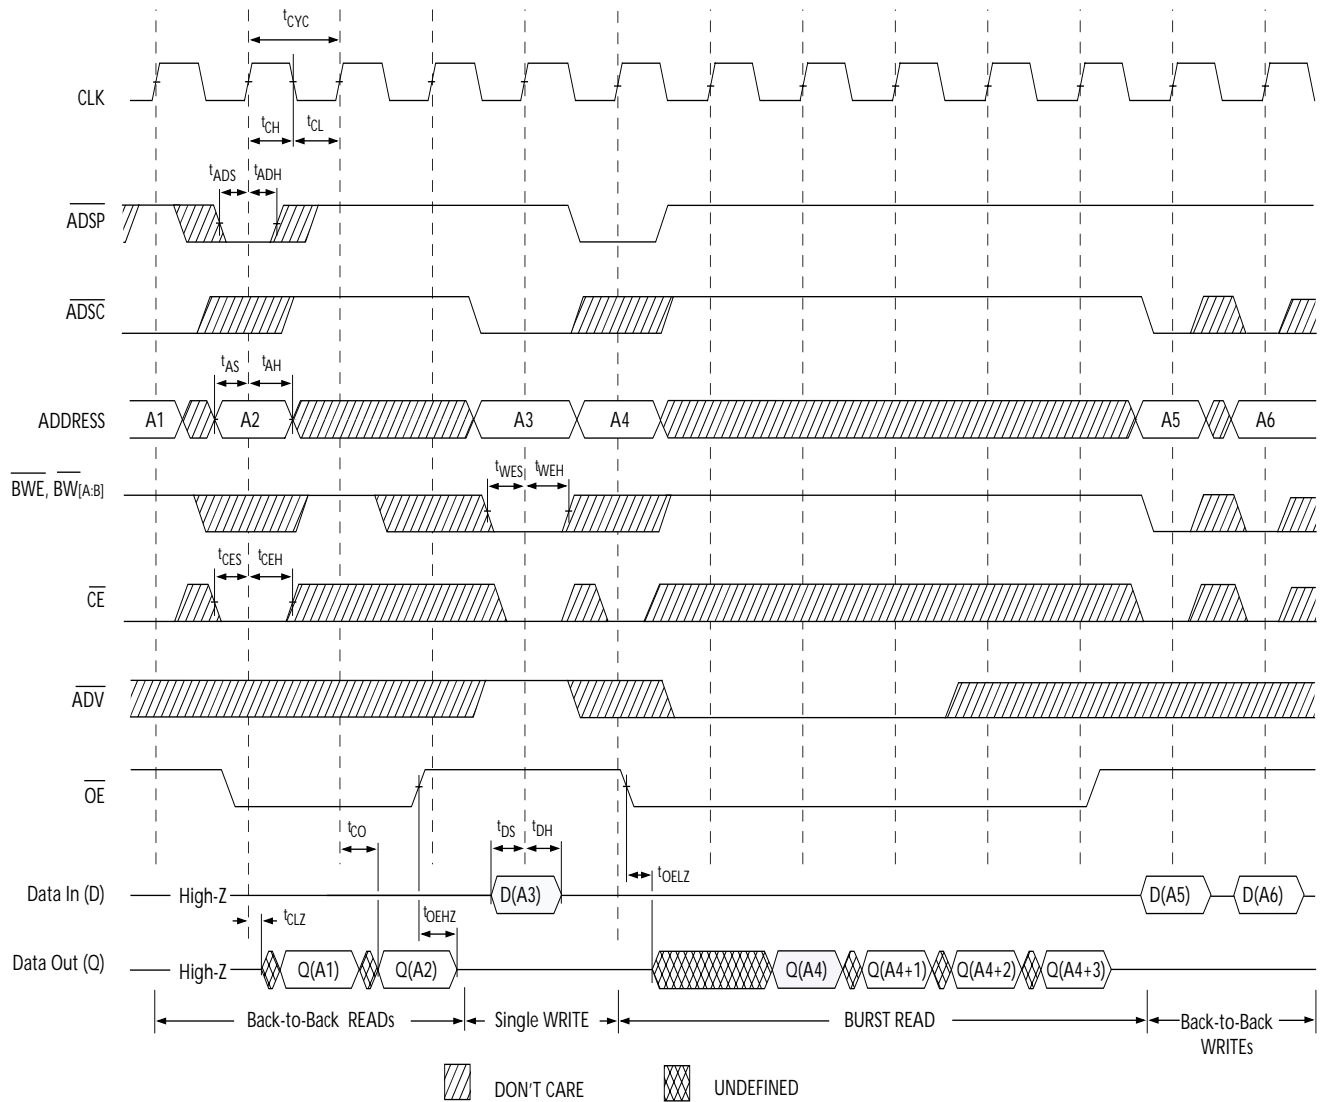 tCYC
CLK
tCH
tCL
tADS
tADH
ADSP
ADSC
tAS
tAH
ADDRESS
A1
A2
A3
A4
A5
A6
tWES
tWEH
BWE, BW[A:B]
tCES
tCEH
CE
ADV
OE
tCO
tDS
tDH
tOELZ
Data In (D)
High-Z
D(A3)
D(A5)
D(A6)
tCLZ
tOEHZ
Data Out (Q)
High-Z
Q(A1)
Q(A2)
Q(A4)
Q(A4+1)
Q(A4+2)
Q(A4+3)
Back-to-Back READs
Single WRITE
BURST READ
Back-to-Back
WRITEs
DON'T CARE
UNDEFINED